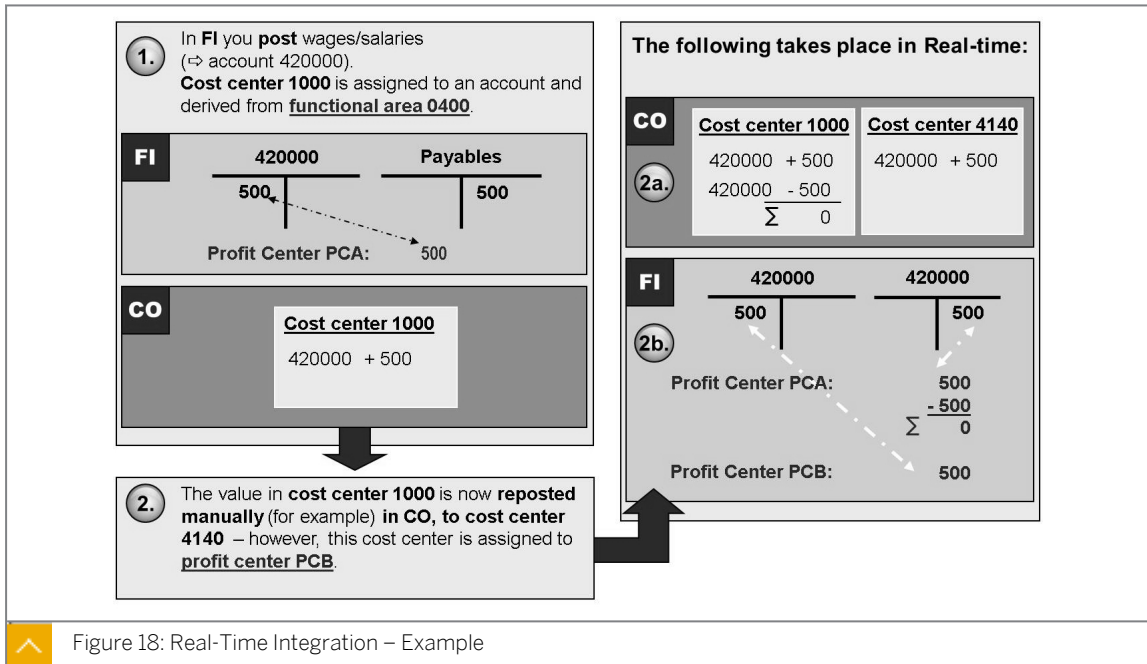 1.
In FI you post wages/salaries
(⇨ account 420000).
Cost center 1000 is assigned to an account and
derived from functional area 0400.
FI
420000 Payables
500 500
Profit Center PCA: 500
CO
Cost center 1000
420000 + 500
2.
The value in cost center 1000 is now reposted
manually (for example) in CO, to cost center
4140 – however, this cost center is assigned to
profit center PCB.
The following takes place in Real-time:
CO
2a.
Cost center 1000
420000 + 500
420000 - 500
Σ 0
Cost center 4140
420000 + 500
FI
2b.
420000 420000
500 500
Profit Center PCA: 500
- 500
Σ 0
Profit Center PCB: 500
Figure 18: Real-Time Integration – Example